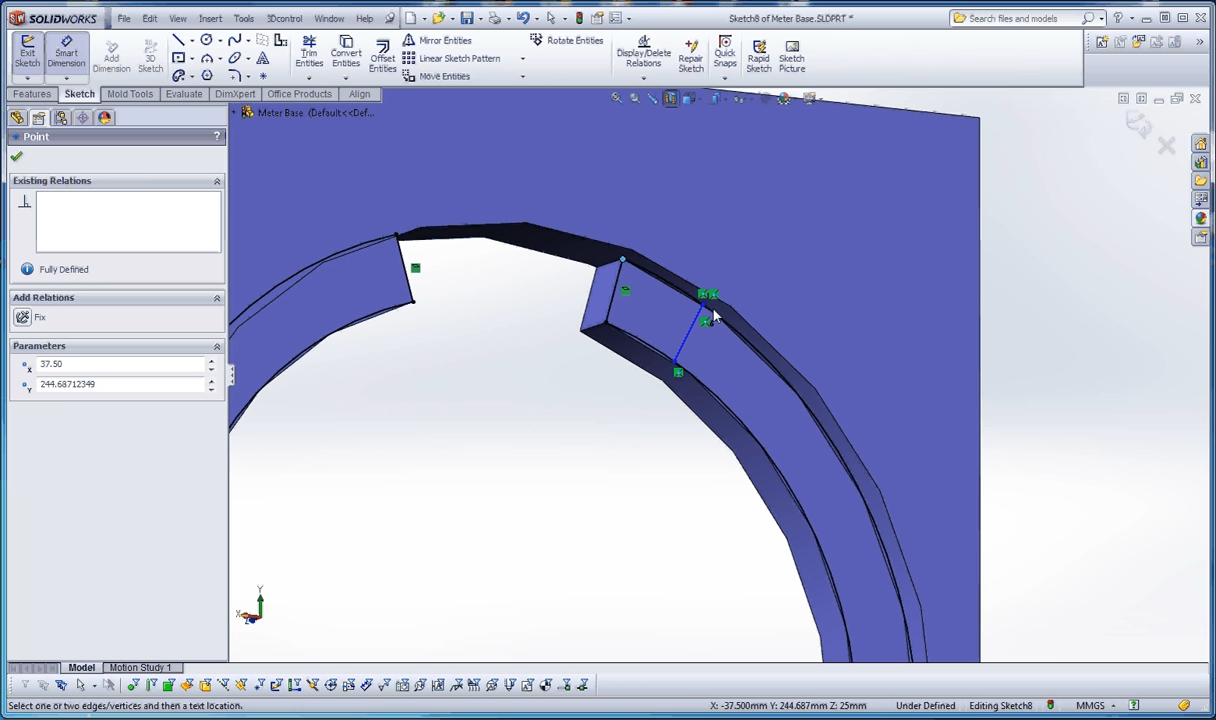 SOLIDWORKS File Edit View Insert Tools 3Dcontrol Window Help Sketch8 of Meter Base.SLDPRT * Search files and models
Exit Sketch
Smart Dimension
Add Dimension
3D Sketch
Trim Entities
Convert Entities
Offset Entities
Mirror Entities
Linear Sketch Pattern
Move Entities
Rotate Entities
Display/Delete Relations
Repair Sketch
Quick Snaps
Rapid Sketch
Sketch Picture
Features Sketch Mold Tools Evaluate DimXpert Office Products Align
Meter Base (Default<<Def...
Point ?
Existing Relations
Fully Defined
Add Relations
Fix
Parameters
x 37.50
Y 244.68712349
Y
X
Z
Model Motion Study 1
Select one or two edges/vertices and then a text location. X: -37.500mm Y: 244.687mm Z: 25mm Under Defined Editing Sketch8 MMGS